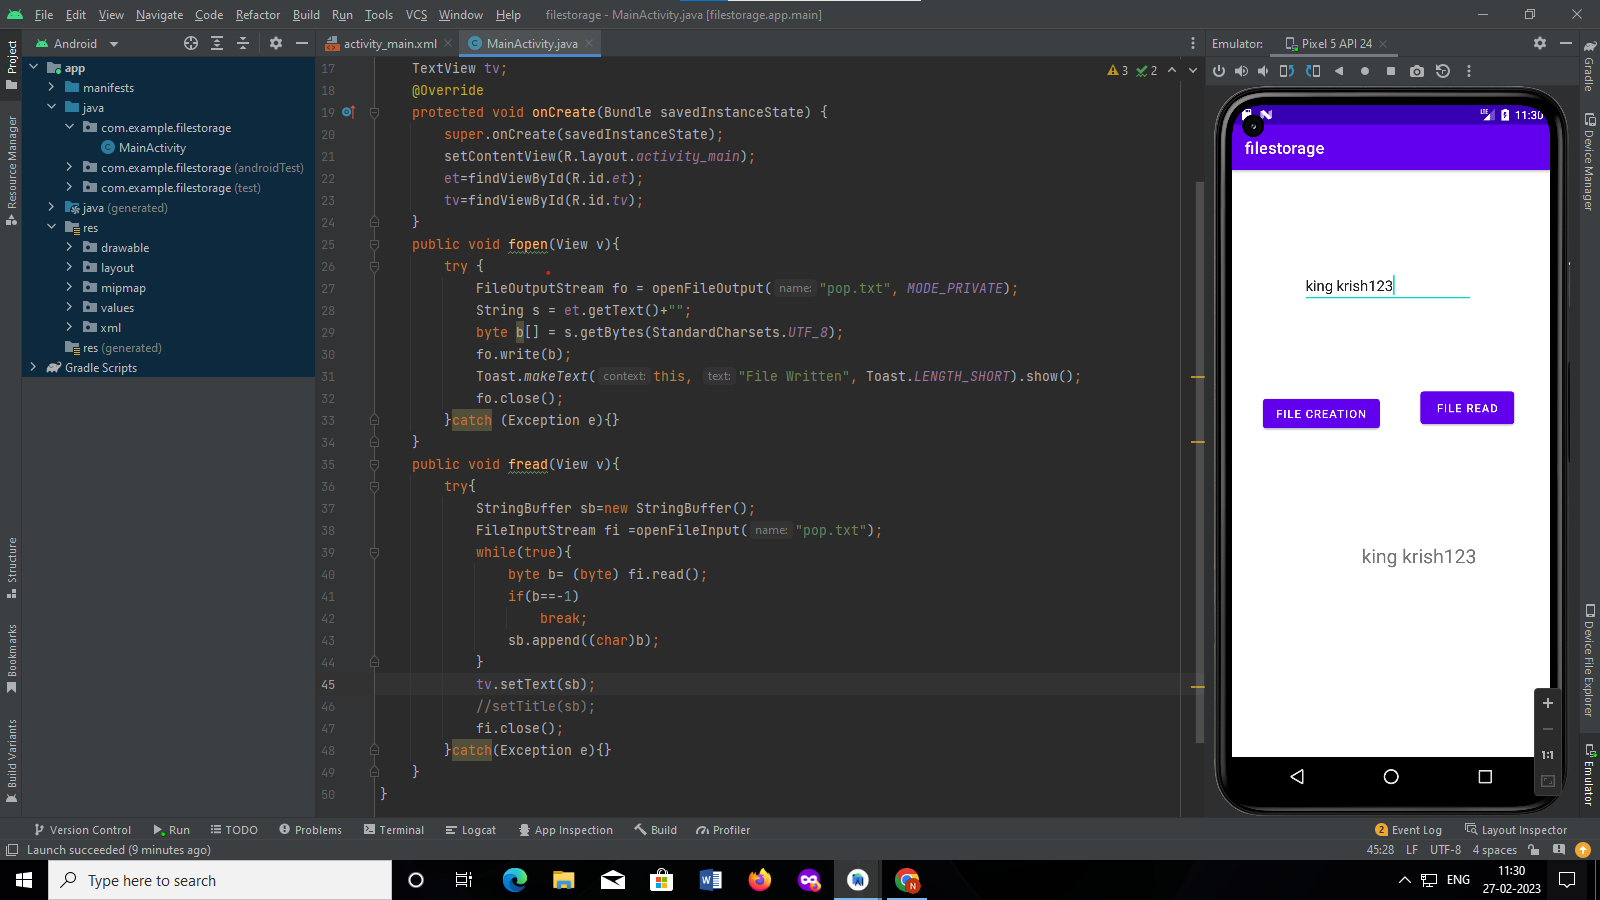 File Edit View Navigate Code Refactor Build Run Tools VCS Window Help filestorage - MainActivity.java [filestorage.app.main]
Android
activity_main.xml
MainActivity.java
Emulator: Pixel 5 API 24
Project
Resource Manager
Structure
Bookmarks
Build Variants
app
manifests
java
com.example.filestorage
MainActivity
com.example.filestorage (androidTest)
com.example.filestorage (test)
java (generated)
res
drawable
layout
mipmap
values
xml
res (generated)
Gradle Scripts
3 2
17 TextView tv;
18 @Override
19 protected void onCreate(Bundle savedInstanceState) {
20 super.onCreate(savedInstanceState);
21 setContentView(R.layout.activity_main);
22 et=findViewById(R.id.et);
23 tv=findViewById(R.id.tv);
24 }
25 public void fopen(View v){
26 try {
27 FileOutputStream fo = openFileOutput( name: "pop.txt", MODE_PRIVATE);
28 String s = et.getText()+"";
29 byte b[] = s.getBytes(StandardCharsets.UTF_8);
30 fo.write(b);
31 Toast.makeText( context: this, text: "File Written", Toast.LENGTH_SHORT).show();
32 fo.close();
33 }catch (Exception e){}
34 }
35 public void fread(View v){
36 try{
37 StringBuffer sb=new StringBuffer();
38 FileInputStream fi =openFileInput( name: "pop.txt");
39 while(true){
40 byte b= (byte) fi.read();
41 if(b==-1)
42 break;
43 sb.append((char)b);
44 }
45 tv.setText(sb);
46 //setTitle(sb);
47 fi.close();
48 }catch(Exception e){}
49 }
50 }
LTE 11:30
filestorage
king krish123
FILE CREATION
FILE READ
king krish123
1:1
Gradle
Device Manager
Device File Explorer
Emulator
Version Control Run TODO Problems Terminal Logcat App Inspection Build Profiler
2 Event Log Layout Inspector
Launch succeeded (9 minutes ago)
45:28 LF UTF-8 4 spaces
Type here to search
N
ENG
11:30
27-02-2023